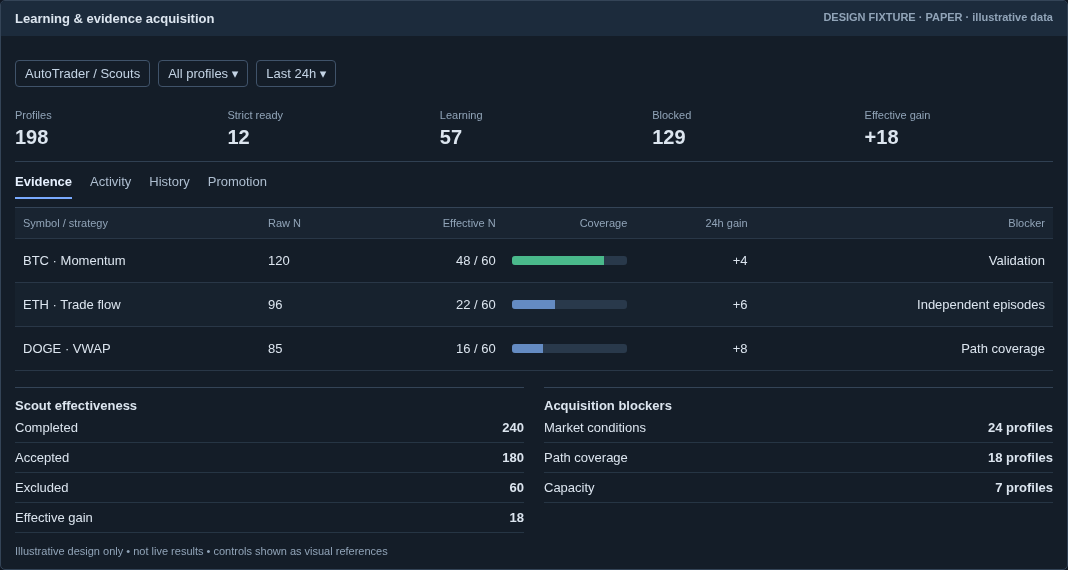 Learning & evidence acquisition
DESIGN FIXTURE · PAPER · illustrative data
AutoTrader / Scouts
All profiles ▾
Last 24h ▾
Profiles
198
Strict ready
12
Learning
57
Blocked
129
Effective gain
+18
Evidence Activity History Promotion
Symbol / strategy Raw N Effective N Coverage 24h gain Blocker
BTC · Momentum 120 48 / 60 +4 Validation
ETH · Trade flow 96 22 / 60 +6 Independent episodes
DOGE · VWAP 85 16 / 60 +8 Path coverage
Scout effectiveness
Completed 240
Accepted 180
Excluded 60
Effective gain 18
Acquisition blockers
Market conditions 24 profiles
Path coverage 18 profiles
Capacity 7 profiles
Illustrative design only • not live results • controls shown as visual references